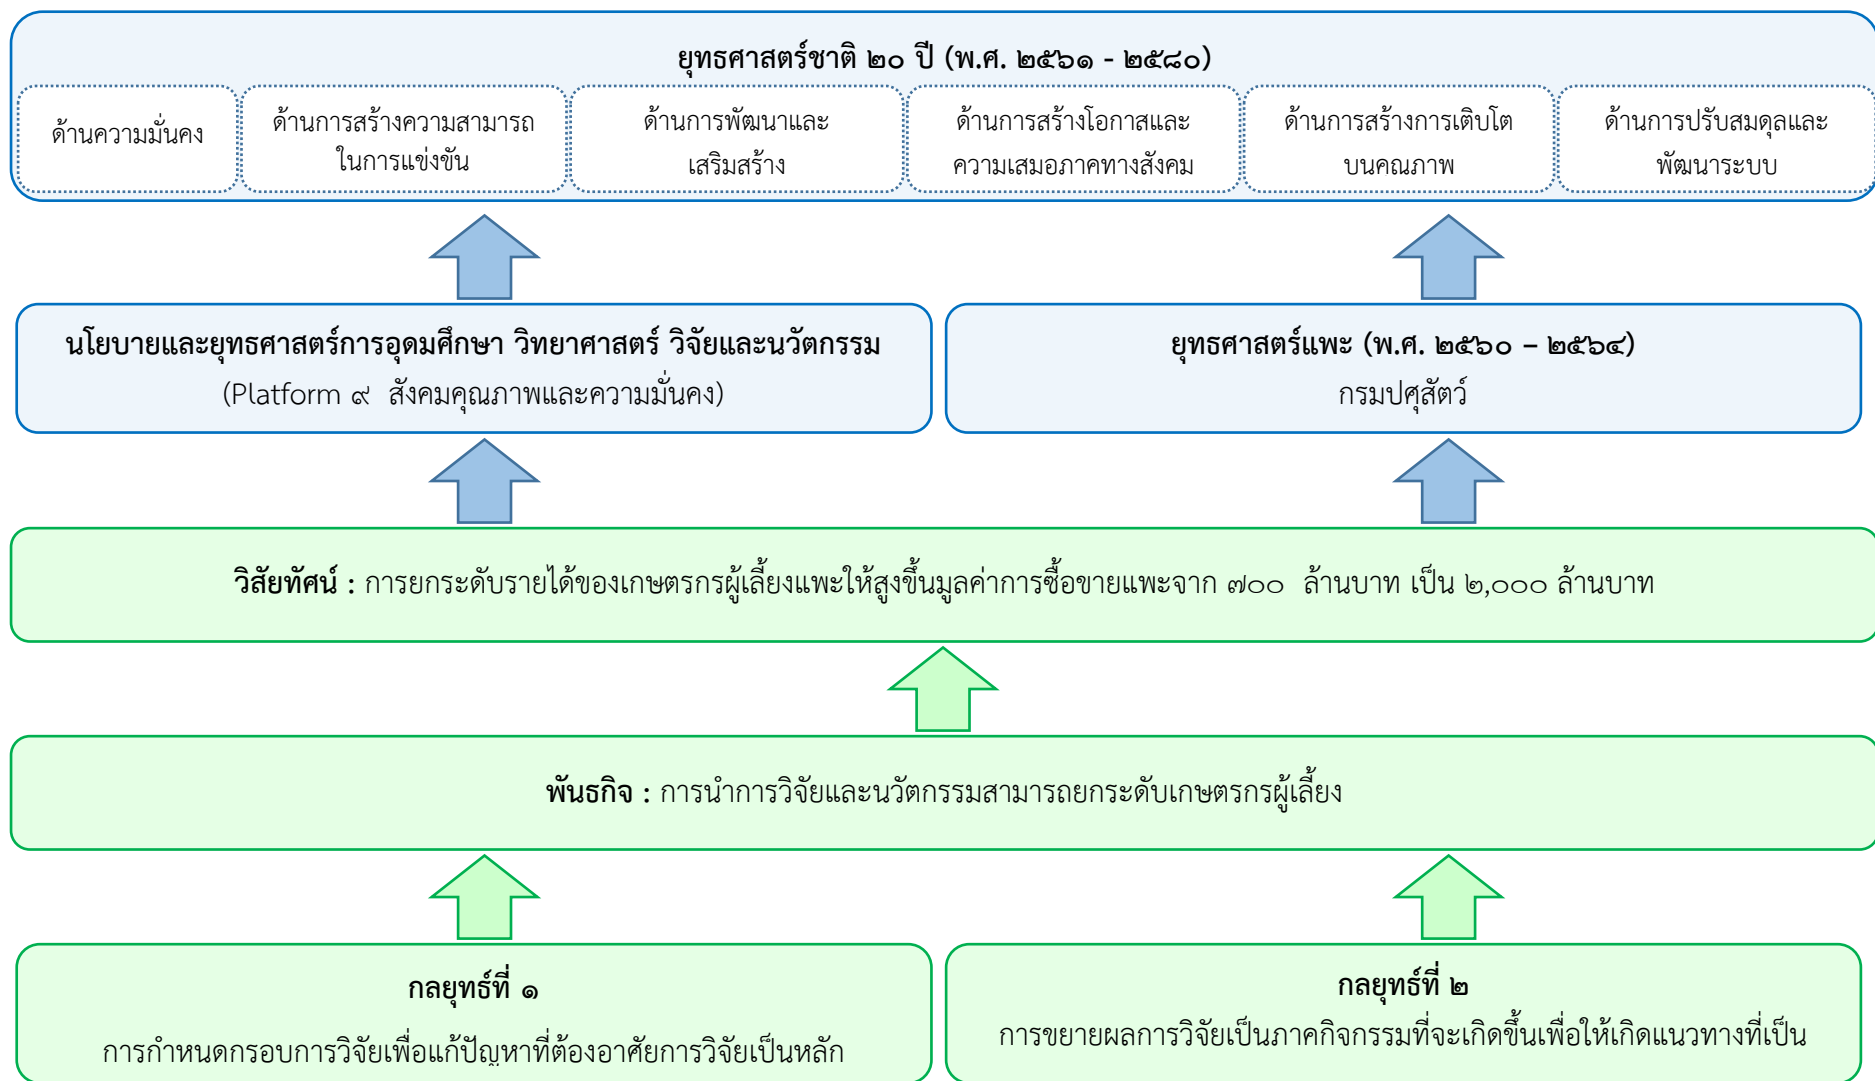 ยุทธศาสตร์ชาติ ๒๐ ปี (พ.ศ. ๒๕๖๑ - ๒๕๘๐)
ด้านความมั่นคง
ด้านการสร้างความสามารถ
ในการแข่งขัน
ด้านการพัฒนาและ
เสริมสร้าง
ด้านการสร้างโอกาสและ
ความเสมอภาคทางสังคม
ด้านการสร้างการเติบโต
บนคณภาพ
ด้านการปรับสมดุลและ
พัฒนาระบบ
นโยบายและยุทธศาสตร์การอุดมศึกษา วิทยาศาสตร์ วิจัยและนวัตกรรม
(Platform ๙ สังคมคุณภาพและความมั่นคง)
ยุทธศาสตร์แพะ (พ.ศ. ๒๕๖๐ – ๒๕๖๔)
กรมปศุสัตว์
วิสัยทัศน์ : การยกระดับรายได้ของเกษตรกรผู้เลี้ยงแพะให้สูงขึ้นมูลค่าการซื้อขายแพะจาก ๗๐๐ ล้านบาท เป็น ๒,๐๐๐ ล้านบาท
พันธกิจ : การนำการวิจัยและนวัตกรรมสามารถยกระดับเกษตรกรผู้เลี้ยง
กลยุทธ์ที่ ๑
การกำหนดกรอบการวิจัยเพื่อแก้ปัญหาที่ต้องอาศัยการวิจัยเป็นหลัก
กลยุทธ์ที่ ๒
การขยายผลการวิจัยเป็นภาคกิจกรรมที่จะเกิดขึ้นเพื่อให้เกิดแนวทางที่เป็น